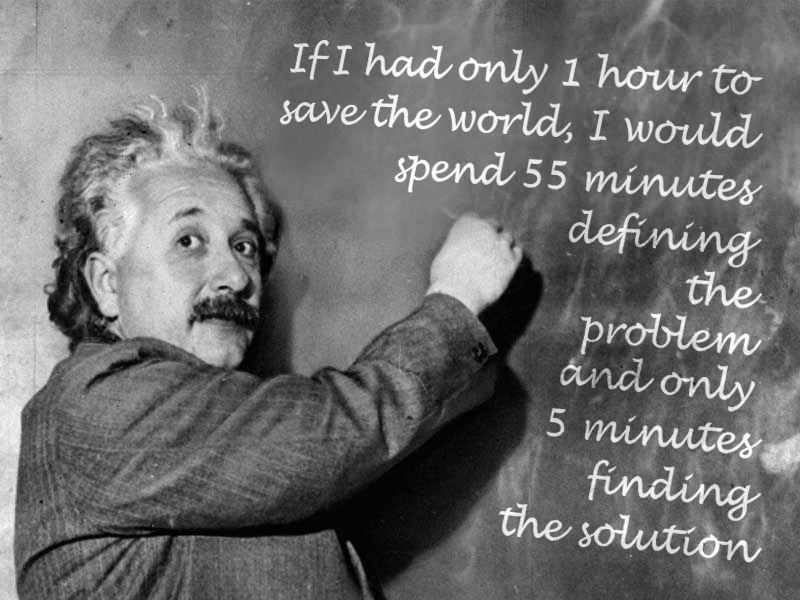 If I had only 1 hour to
save the world, I would
spend 55 minutes
defining
the
problem
and only
5 minutes
finding
the solution